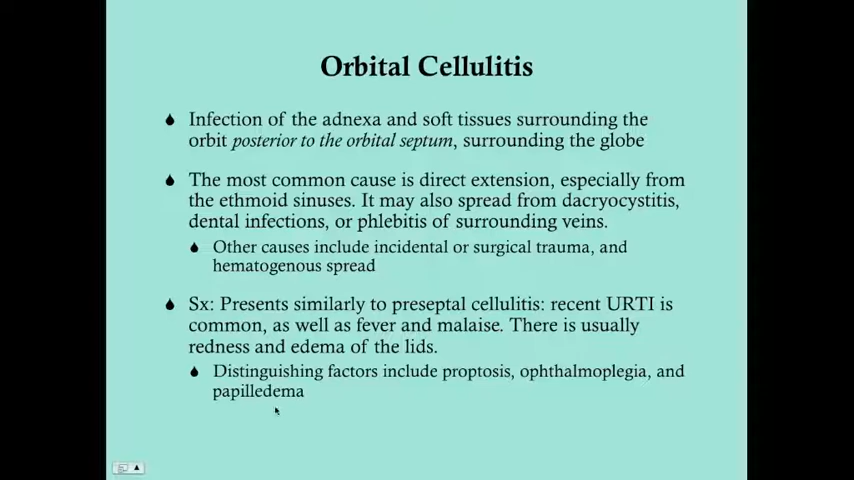 Orbital Cellulitis
Infection of the adnexa and soft tissues surrounding the
orbit posterior to the orbital septum, surrounding the globe
The most common cause is direct extension, especially from
the ethmoid sinuses. It may also spread from dacryocystitis,
dental infections, or phlebitis of surrounding veins.
Other causes include incidental or surgical trauma, and
hematogenous spread
Sx: Presents similarly to preseptal cellulitis: recent URTI is
common, as well as fever and malaise. There is usually
redness and edema of the lids.
Distinguishing factors include proptosis, ophthalmoplegia, and
papilledema